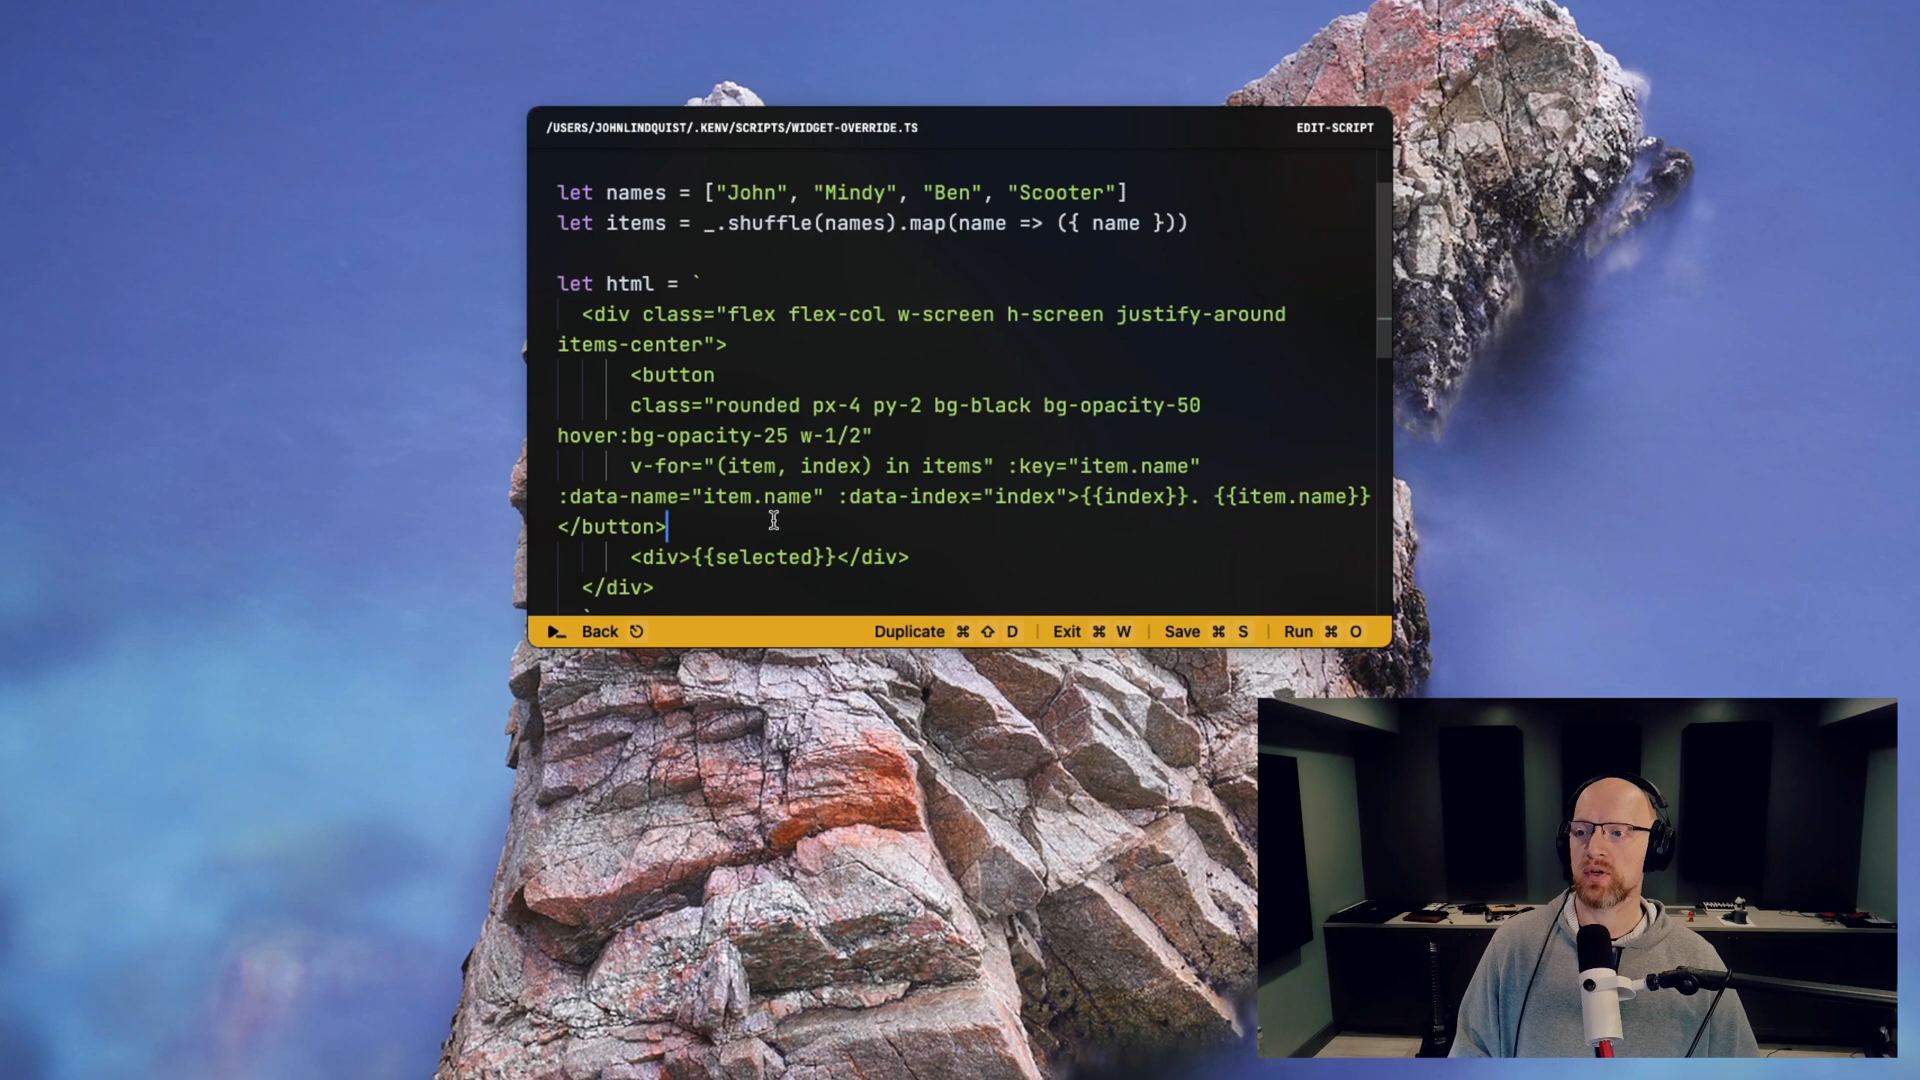 /USERS/JOHNLINDQUIST/.KENV/SCRIPTS/WIDGET-OVERRIDE.TS
EDIT-SCRIPT
let names = ["John", "Mindy", "Ben", "Scooter"]
let items = _.shuffle(names).map(name => ({ name }))
let html = `
<div class="flex flex-col w-screen h-screen justify-around
items-center">
<button
class="rounded px-4 py-2 bg-black bg-opacity-50
hover:bg-opacity-25 w-1/2"
v-for="(item, index) in items" :key="item.name"
:data-name="item.name" :data-index="index">{{index}}. {{item.name}}
</button>
<div>{{selected}}</div>
</div>
`
Back
Duplicate ⌘ ⇧ D | Exit ⌘ W | Save ⌘ S | Run ⌘ O